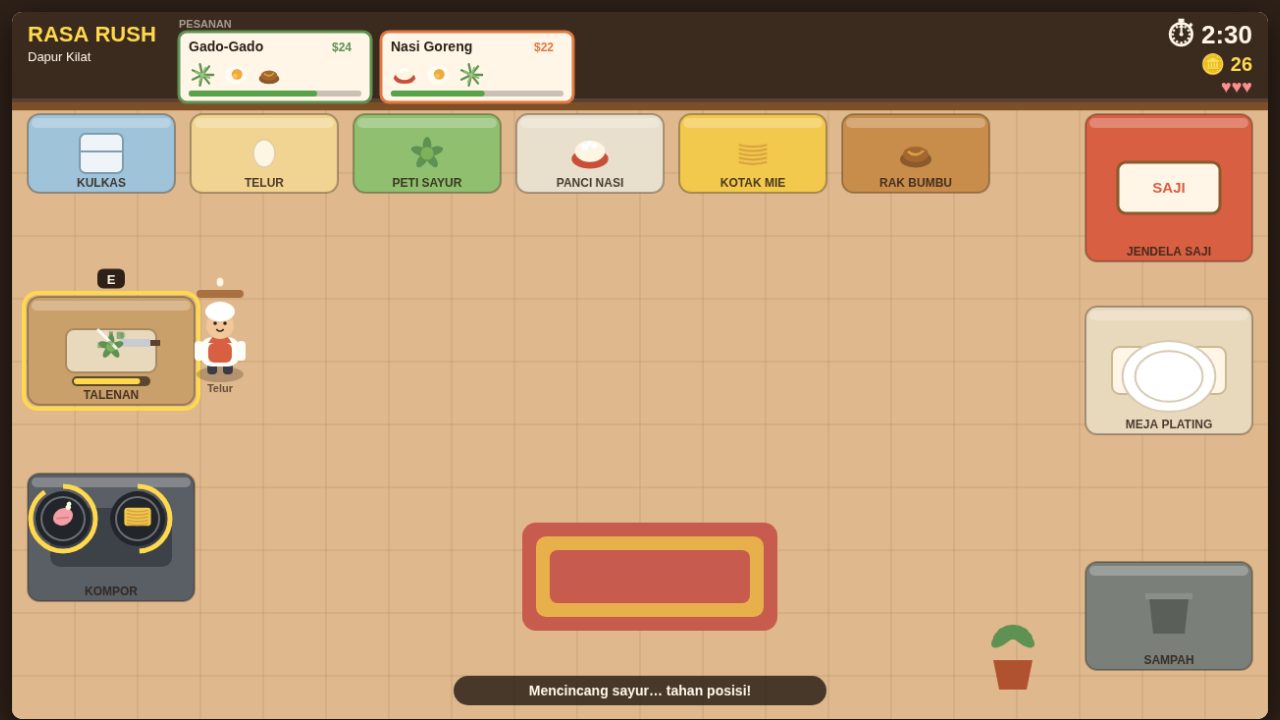 RASA RUSH
Dapur Kilat
PESANAN
Gado-Gado $24
Nasi Goreng $22
2:30
26
KULKAS
TELUR
PETI SAYUR
PANCI NASI
KOTAK MIE
RAK BUMBU
SAJI
JENDELA SAJI
E
TALENAN
Telur
MEJA PLATING
KOMPOR
SAMPAH
Mencincang sayur… tahan posisi!